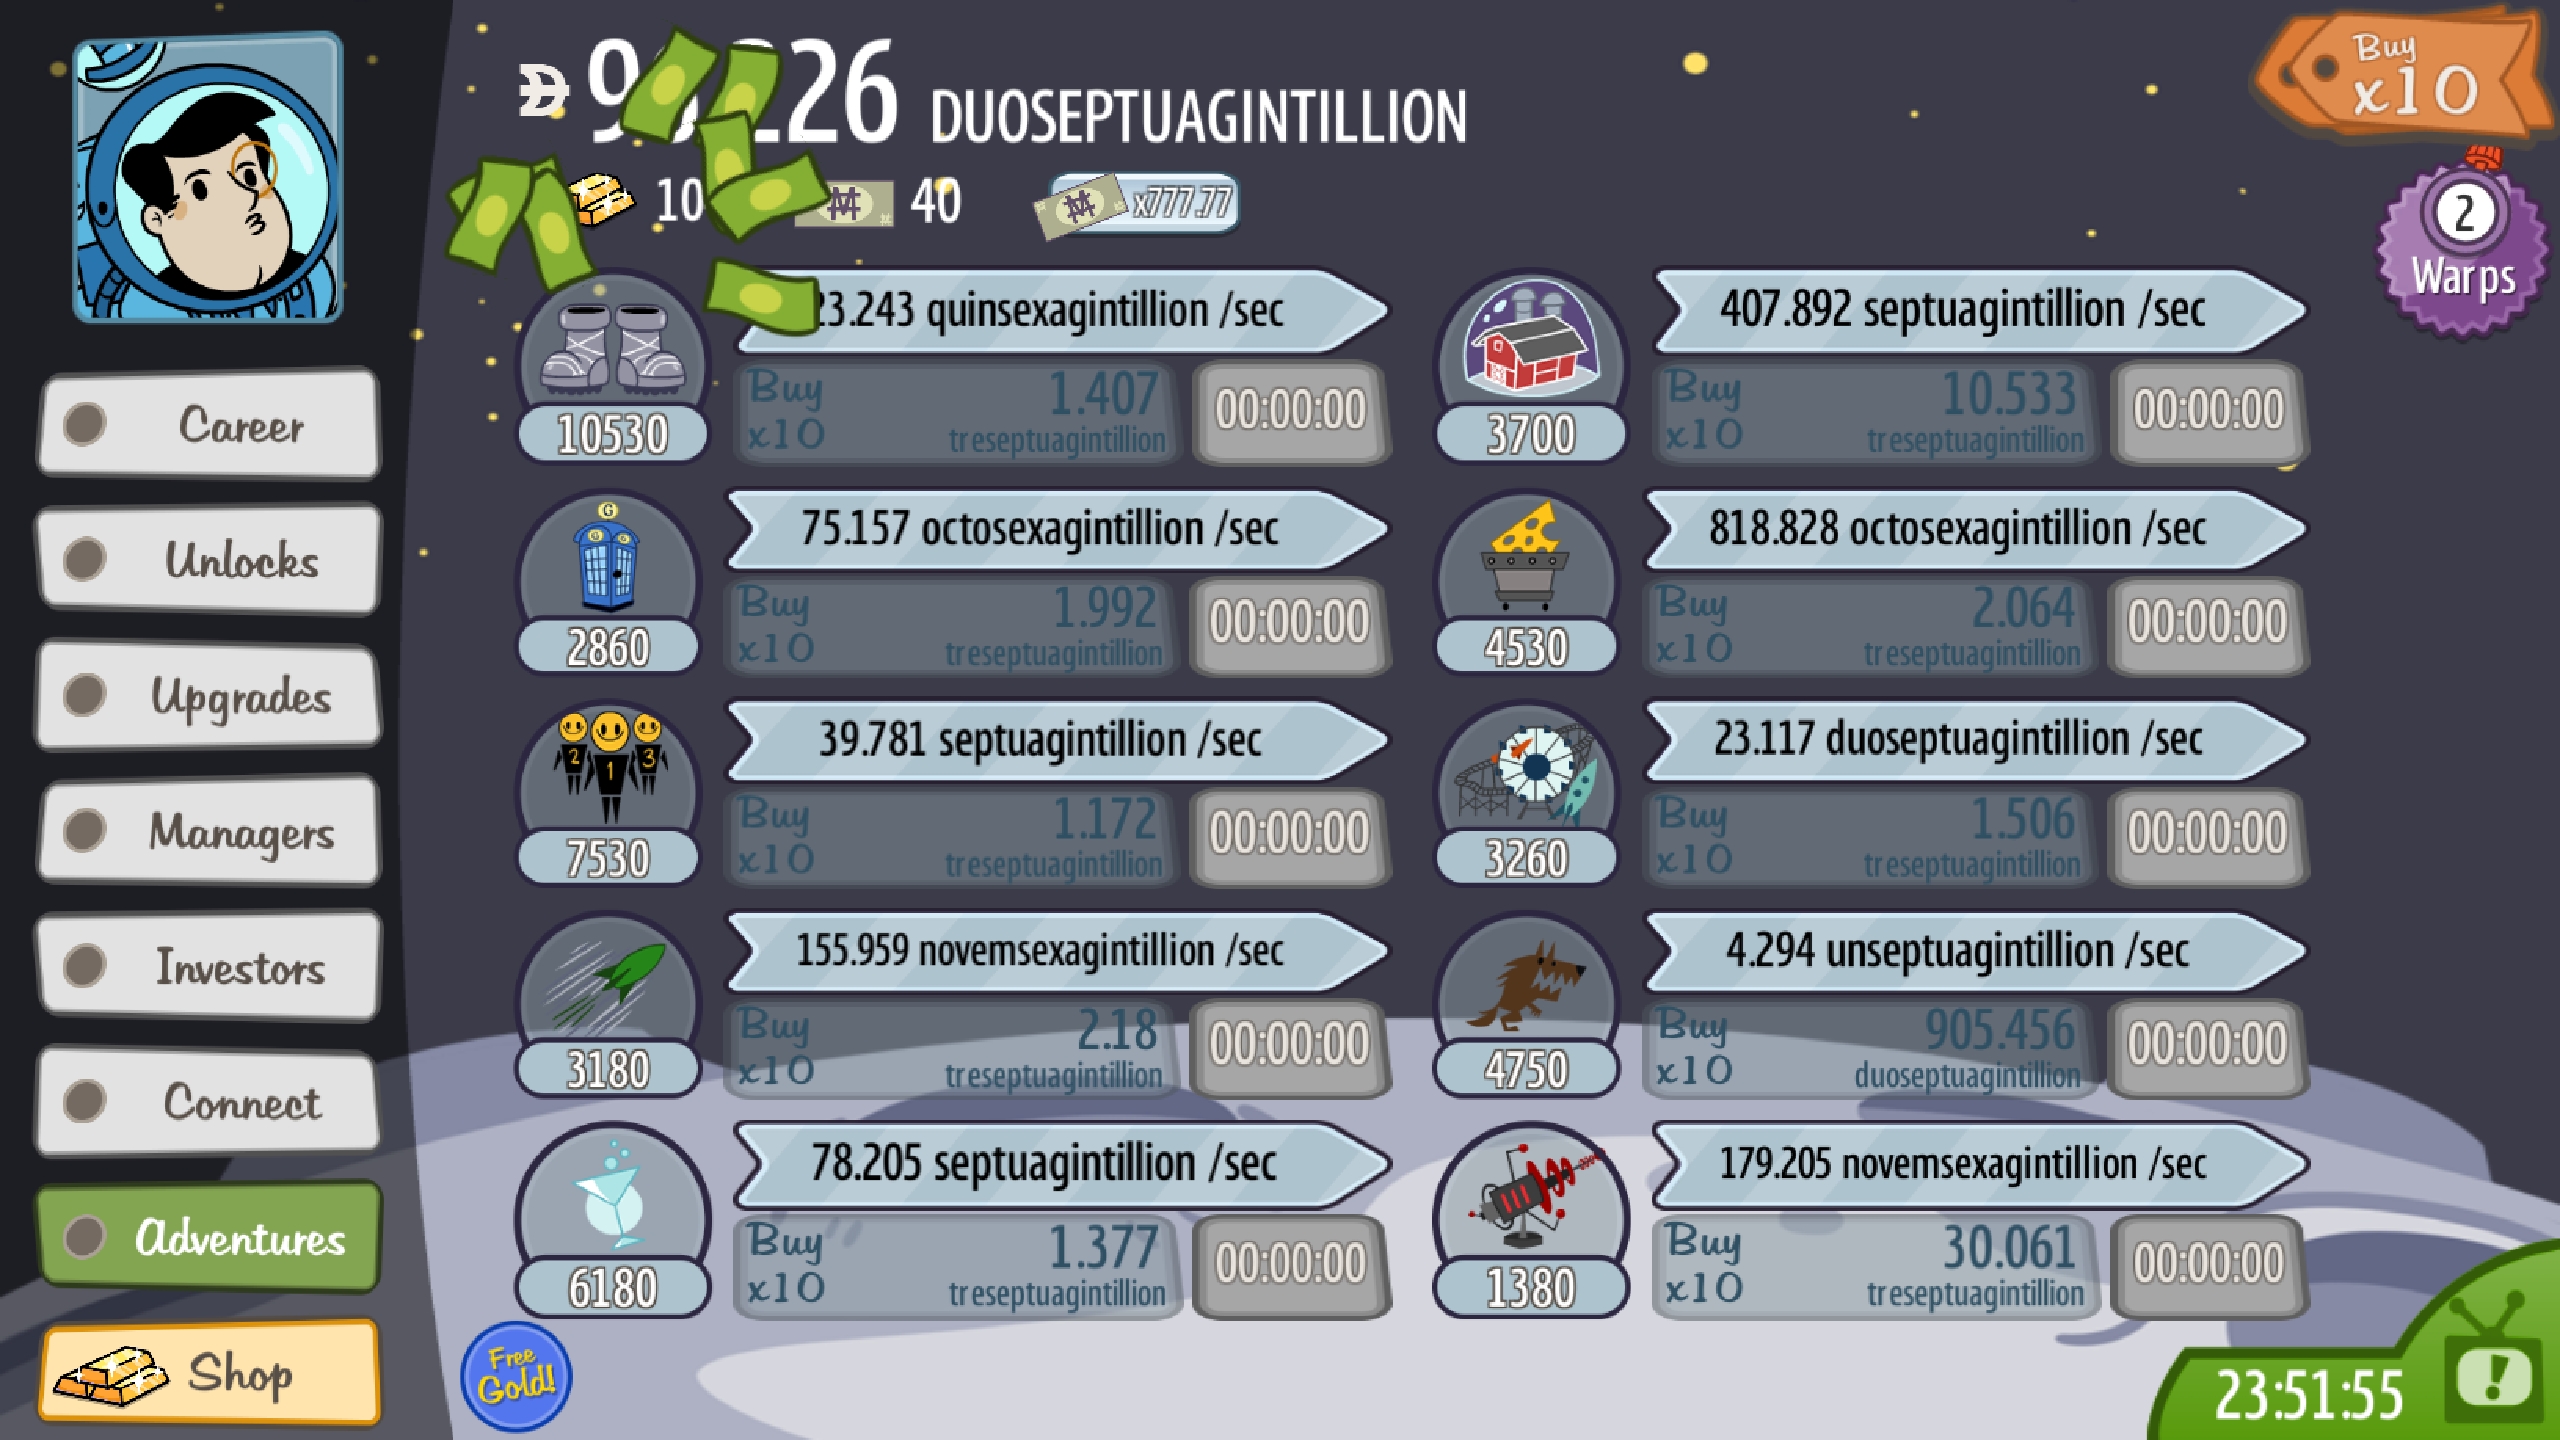 DUOSEPTUAGINTILLION
Buy
x10
40
x777.77
2
Warps
quinsexagintillion /sec
10530
Buy
x10
1.407
treseptuagintillion
00:00:00
407.892 septuagintillion /sec
3700
Buy
x10
10.533
treseptuagintillion
00:00:00
75.157 octosexagintillion /sec
2860
Buy
x10
1.992
treseptuagintillion
00:00:00
818.828 octosexagintillion /sec
4530
Buy
x10
2.064
treseptuagintillion
00:00:00
2 1 3
39.781 septuagintillion /sec
7530
Buy
x10
1.172
treseptuagintillion
00:00:00
23.117 duoseptuagintillion /sec
3260
Buy
x10
1.506
treseptuagintillion
00:00:00
155.959 novemsexagintillion /sec
3180
Buy
x10
2.18
treseptuagintillion
00:00:00
4.294 unseptuagintillion /sec
4750
Buy
x10
905.456
duoseptuagintillion
00:00:00
78.205 septuagintillion /sec
6180
Buy
x10
1.377
treseptuagintillion
00:00:00
179.205 novemsexagintillion /sec
1380
Buy
x10
30.061
treseptuagintillion
00:00:00
Career
Unlocks
Upgrades
Managers
Investors
Connect
Adventures
Shop
Free
Gold!
23:51:55